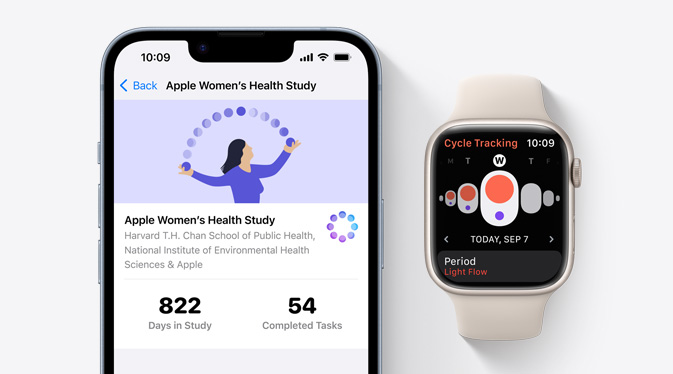 10:09
Back Apple Women's Health Study
Apple Women's Health Study
Harvard T.H. Chan School of Public Health,
National Institute of Environmental Health
Sciences & Apple
822 54
Days in Study Completed Tasks
Cycle Tracking 10:09
M T W T F
TODAY, SEP 7
Period
Light Flow